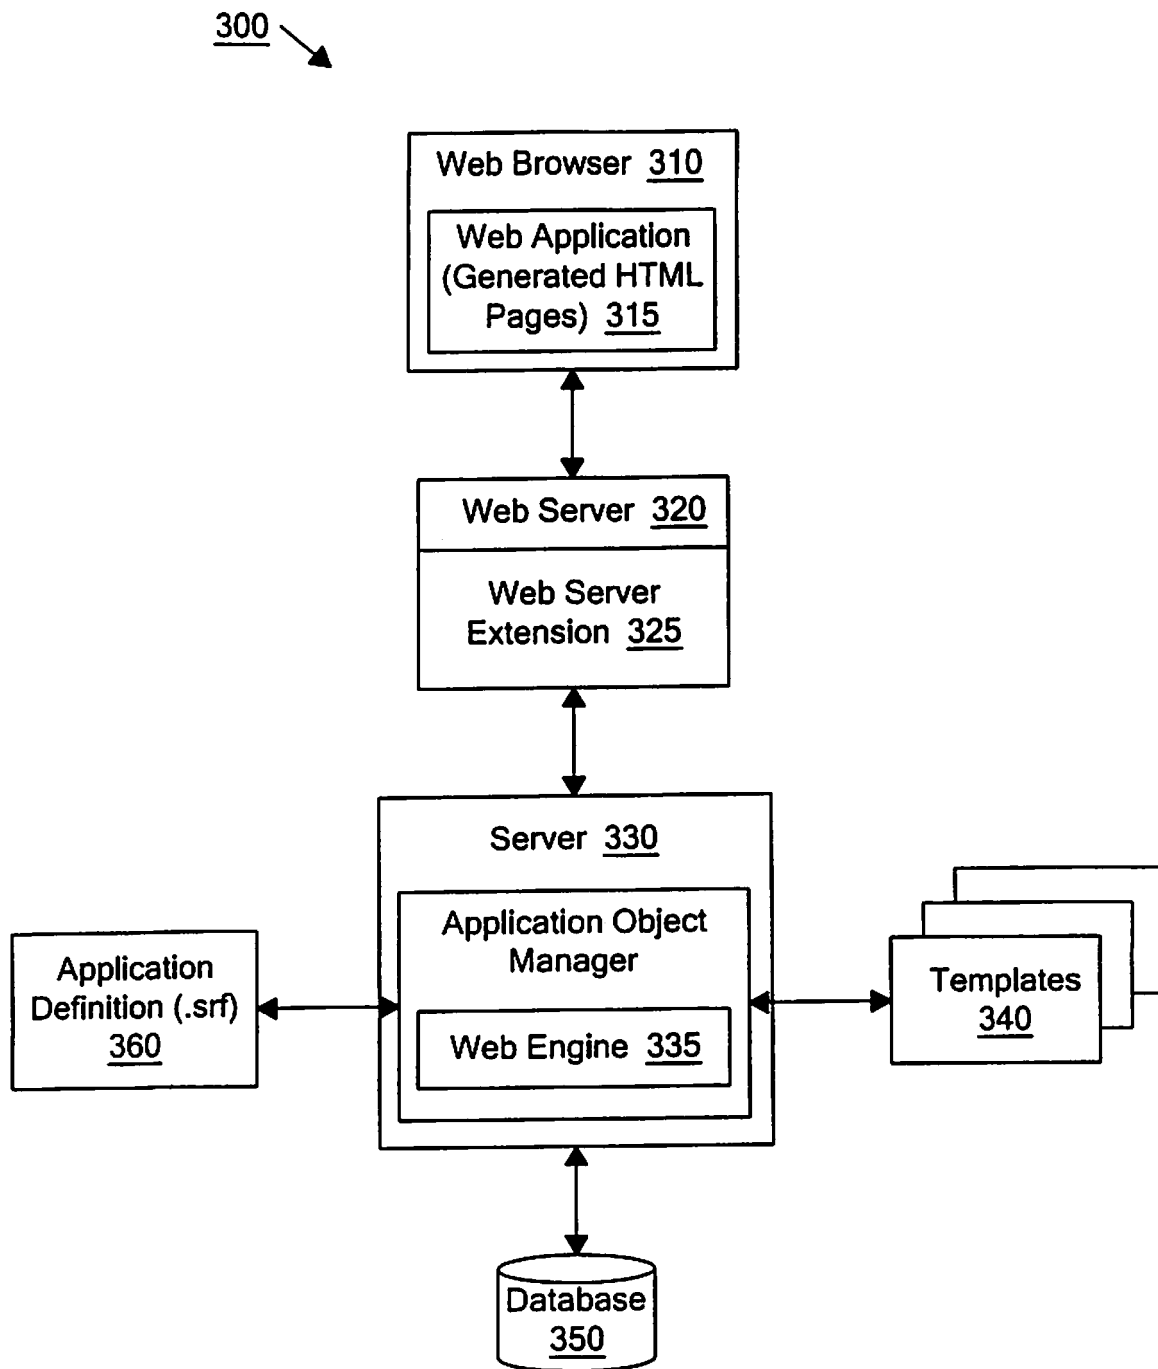 300
Web Browser 310
Web Application
(Generated HTML
Pages) 315
Web Server 320
Web Server
Extension 325
Server 330
Application Object
Manager
Web Engine 335
Application
Definition (.srf)
360
Templates
340
Database
350